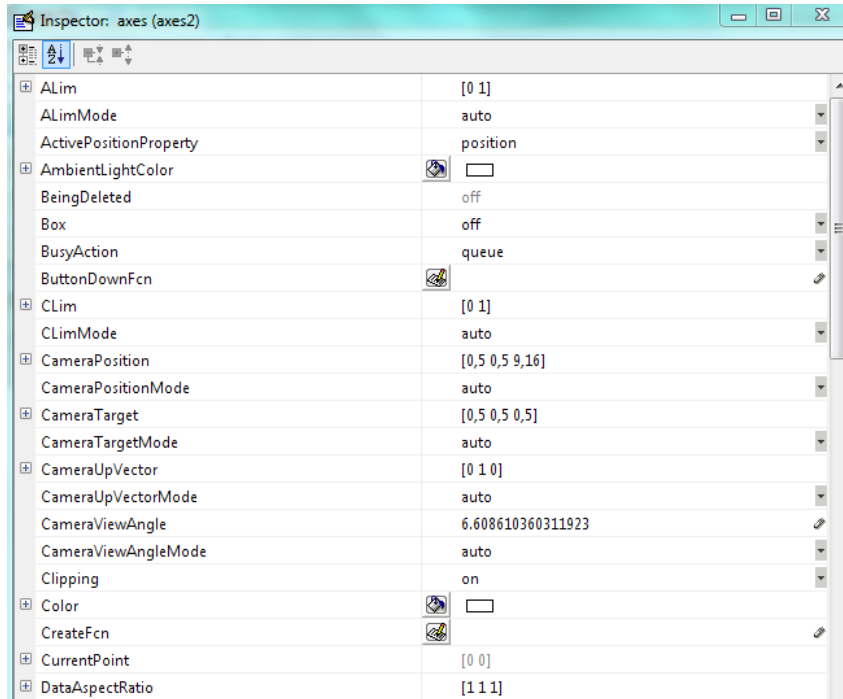 Inspector: axes (axes2)
ALim [0 1]
ALimMode auto
ActivePositionProperty position
AmbientLightColor
BeingDeleted off
Box off
BusyAction queue
ButtonDownFcn
CLim [0 1]
CLimMode auto
CameraPosition [0,5 0,5 9,16]
CameraPositionMode auto
CameraTarget [0,5 0,5 0,5]
CameraTargetMode auto
CameraUpVector [0 1 0]
CameraUpVectorMode auto
CameraViewAngle 6.608610360311923
CameraViewAngleMode auto
Clipping on
Color
CreateFcn
CurrentPoint [0 0]
DataAspectRatio [1 1 1]